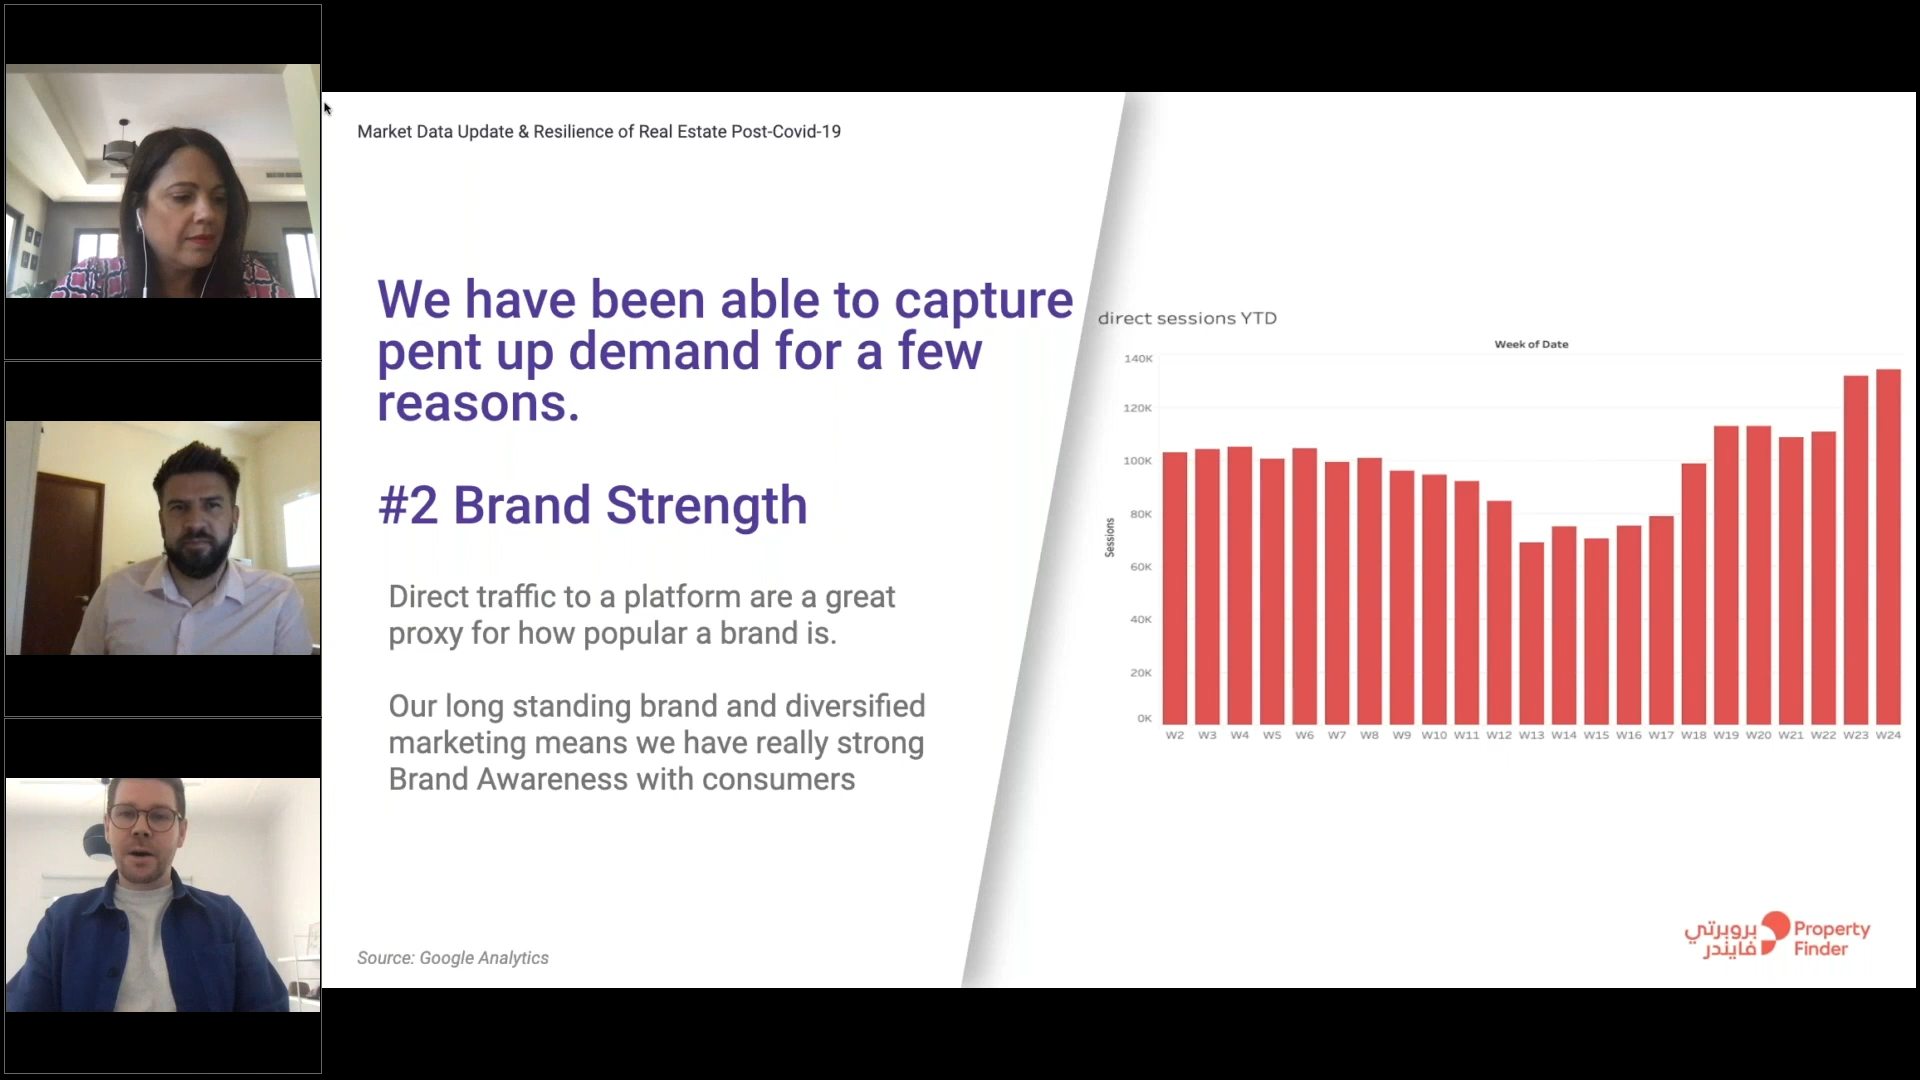 Market Data Update & Resilience of Real Estate Post-Covid-19
We have been able to capture
pent up demand for a few
reasons.
#2 Brand Strength
Direct traffic to a platform are a great
proxy for how popular a brand is.
Our long standing brand and diversified
marketing means we have really strong
Brand Awareness with consumers
Source: Google Analytics
direct sessions YTD
Week of Date
140K
120K
100K
80K
60K
40K
20K
0K
Sessions
W2 W3 W4 W5 W6 W7 W8 W9 W10 W11 W12 W13 W14 W15 W16 W17 W18 W19 W20 W21 W22 W23 W24
بروبرتي
فايندر
Property
Finder